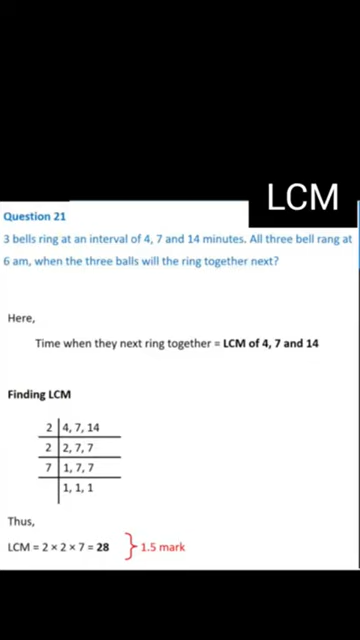 LCM
Question 21
3 bells ring at an interval of 4, 7 and 14 minutes. All three bell rang at
6 am, when the three balls will the ring together next?
Here,
Time when they next ring together = LCM of 4, 7 and 14
Finding LCM
2 4, 7, 14
2 2, 7, 7
7 1, 7, 7
1, 1, 1
Thus,
LCM = 2 × 2 × 7 = 28 1.5 mark